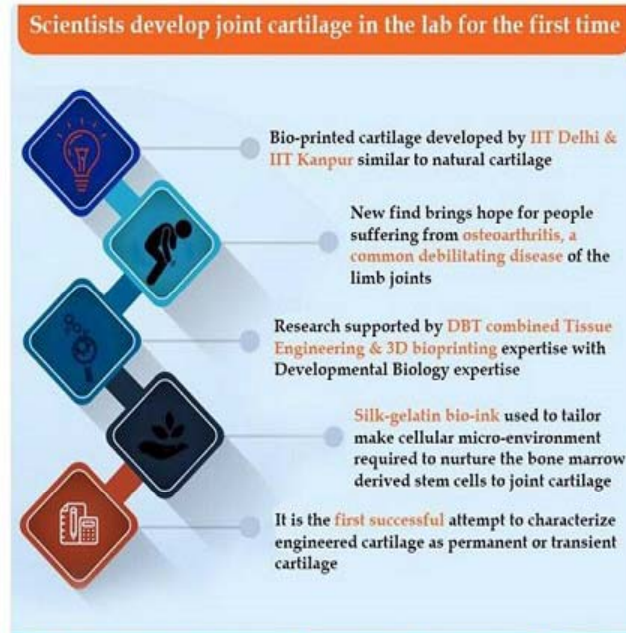 Scientists develop joint cartilage in the lab for the first time
Bio-printed cartilage developed by IIT Delhi &
IIT Kanpur similar to natural cartilage
New find brings hope for people
suffering from osteoarthritis, a
common debilitating disease of the
limb joints
Research supported by DBT combined Tissue
Engineering & 3D bioprinting expertise with
Developmental Biology expertise
Silk-gelatin bio-ink used to tailor
make cellular micro-environment
required to nurture the bone marrow
derived stem cells to joint cartilage
It is the first successful attempt to characterize
engineered cartilage as permanent or transient
cartilage